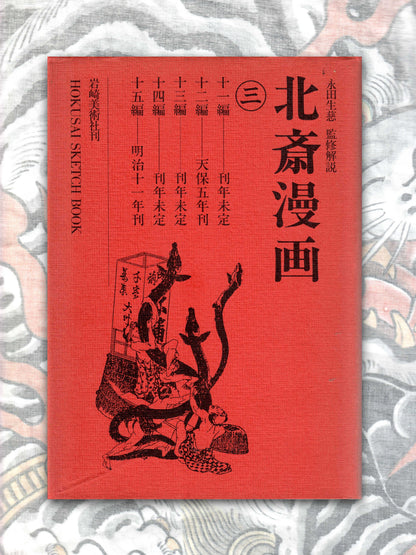 永田生慈 監修解説
北斎漫画
㊂
十一編――刊年未定
十二編――天保五年刊
十三編――刊年未定
十四編――刊年未定
十五編――明治十一年刊
岩崎美術社刊
HOKUSAI SKETCH BOOK